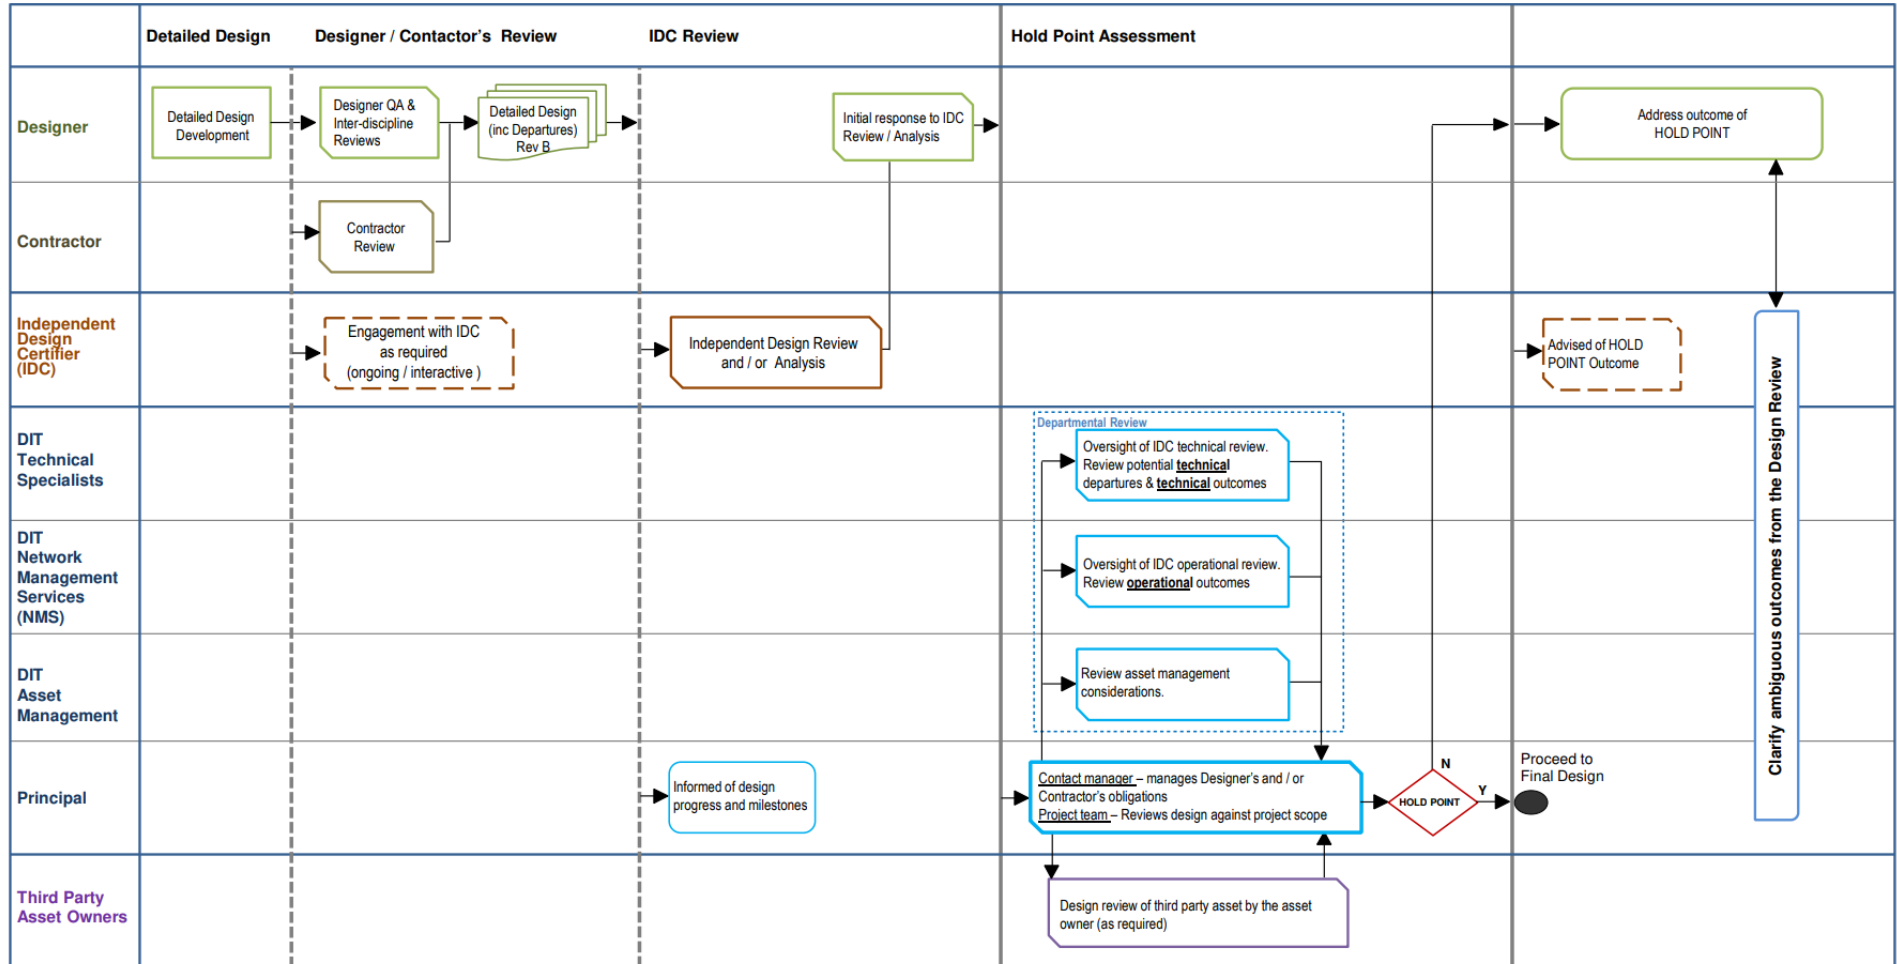 Detailed Design
Designer / Contactor's  Review
IDC Review
Hold Point Assessment
Designer
Detailed Design
Development
Designer QA &
Inter-discipline
Reviews
Detailed Design
(inc Departures)
Rev B
Initial response to IDC
Review / Analysis
Address outcome of
HOLD POINT
Contractor
Contractor
Review
Independent
Design
Certifier
(IDC)
Engagement with IDC
as required
(ongoing / interactive )
Independent Design Review
and / or  Analysis
Advised of HOLD
POINT Outcome
Clarify ambiguous outcomes from the Design Review
DIT
Technical
Specialists
Departmental Review
Oversight of IDC technical review.
Review potential technical
departures & technical outcomes
DIT
Network
Management
Services
(NMS)
Oversight of IDC operational review.
Review operational outcomes
DIT
Asset
Management
Review asset management
considerations.
Principal
Informed of design
progress and milestones
Contact manager – manages Designer's and / or
Contractor's obligations
Project team – Reviews design against project scope
HOLD POINT
N
Y
Proceed to
Final Design
Third Party
Asset Owners
Design review of third party asset by the asset
owner (as required)